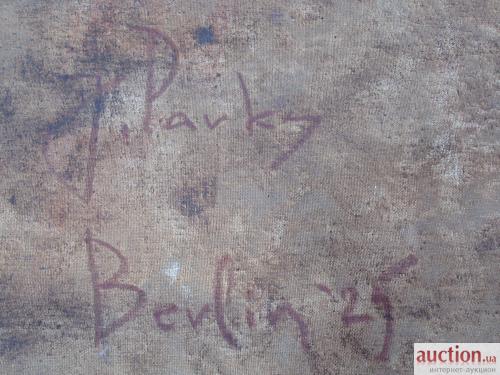 J. Parks
Berlin '25
auction.ua
интернет-аукцион